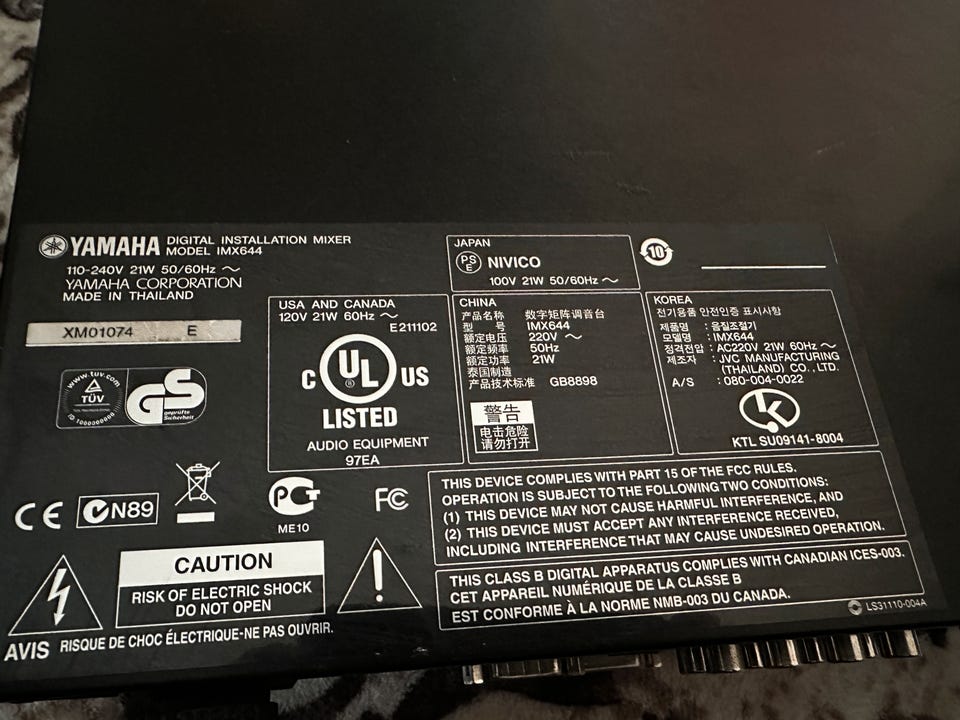 YAMAHA DIGITAL INSTALLATION MIXER
MODEL IMX644
110-240V 21W 50/60Hz ~
YAMAHA CORPORATION
MADE IN THAILAND
XM01074 E
www.tuv.com
TÜV
ID 1000000000
GS
geprüfte
Sicherheit
JAPAN
PS
E
NIVICO
100V 21W 50/60Hz ~
10
USA AND CANADA
120V 21W 60Hz ~
E211102
C UL US
®
LISTED
AUDIO EQUIPMENT
97EA
CHINA
产品名称 数字矩阵调音台
型 号 IMX644
额定电压 220V ~
额定频率 50Hz
额定功率 21W
泰国制造
产品技术标准 GB8898
警告
电击危险
请勿打开
KOREA
전기용품 안전인증 표시사항
제품명 : 음질조절기
모델명 : IMX644
정격전압 : AC220V 21W 60Hz ~
제조자 : JVC MANUFACTURING
(THAILAND) CO., LTD.
A/S : 080-004-0022
KTL SU09141-8004
CE
N89
ME10
FC
THIS DEVICE COMPLIES WITH PART 15 OF THE FCC RULES.
OPERATION IS SUBJECT TO THE FOLLOWING TWO CONDITIONS:
(1) THIS DEVICE MAY NOT CAUSE HARMFUL INTERFERENCE, AND
(2) THIS DEVICE MUST ACCEPT ANY INTERFERENCE RECEIVED,
INCLUDING INTERFERENCE THAT MAY CAUSE UNDESIRED OPERATION.
CAUTION
RISK OF ELECTRIC SHOCK
DO NOT OPEN
!
AVIS RISQUE DE CHOC ÉLECTRIQUE-NE PAS OUVRIR.
THIS CLASS B DIGITAL APPARATUS COMPLIES WITH CANADIAN ICES-003.
CET APPAREIL NUMÉRIQUE DE LA CLASSE B
EST CONFORME À LA NORME NMB-003 DU CANADA.
LS31110-004A